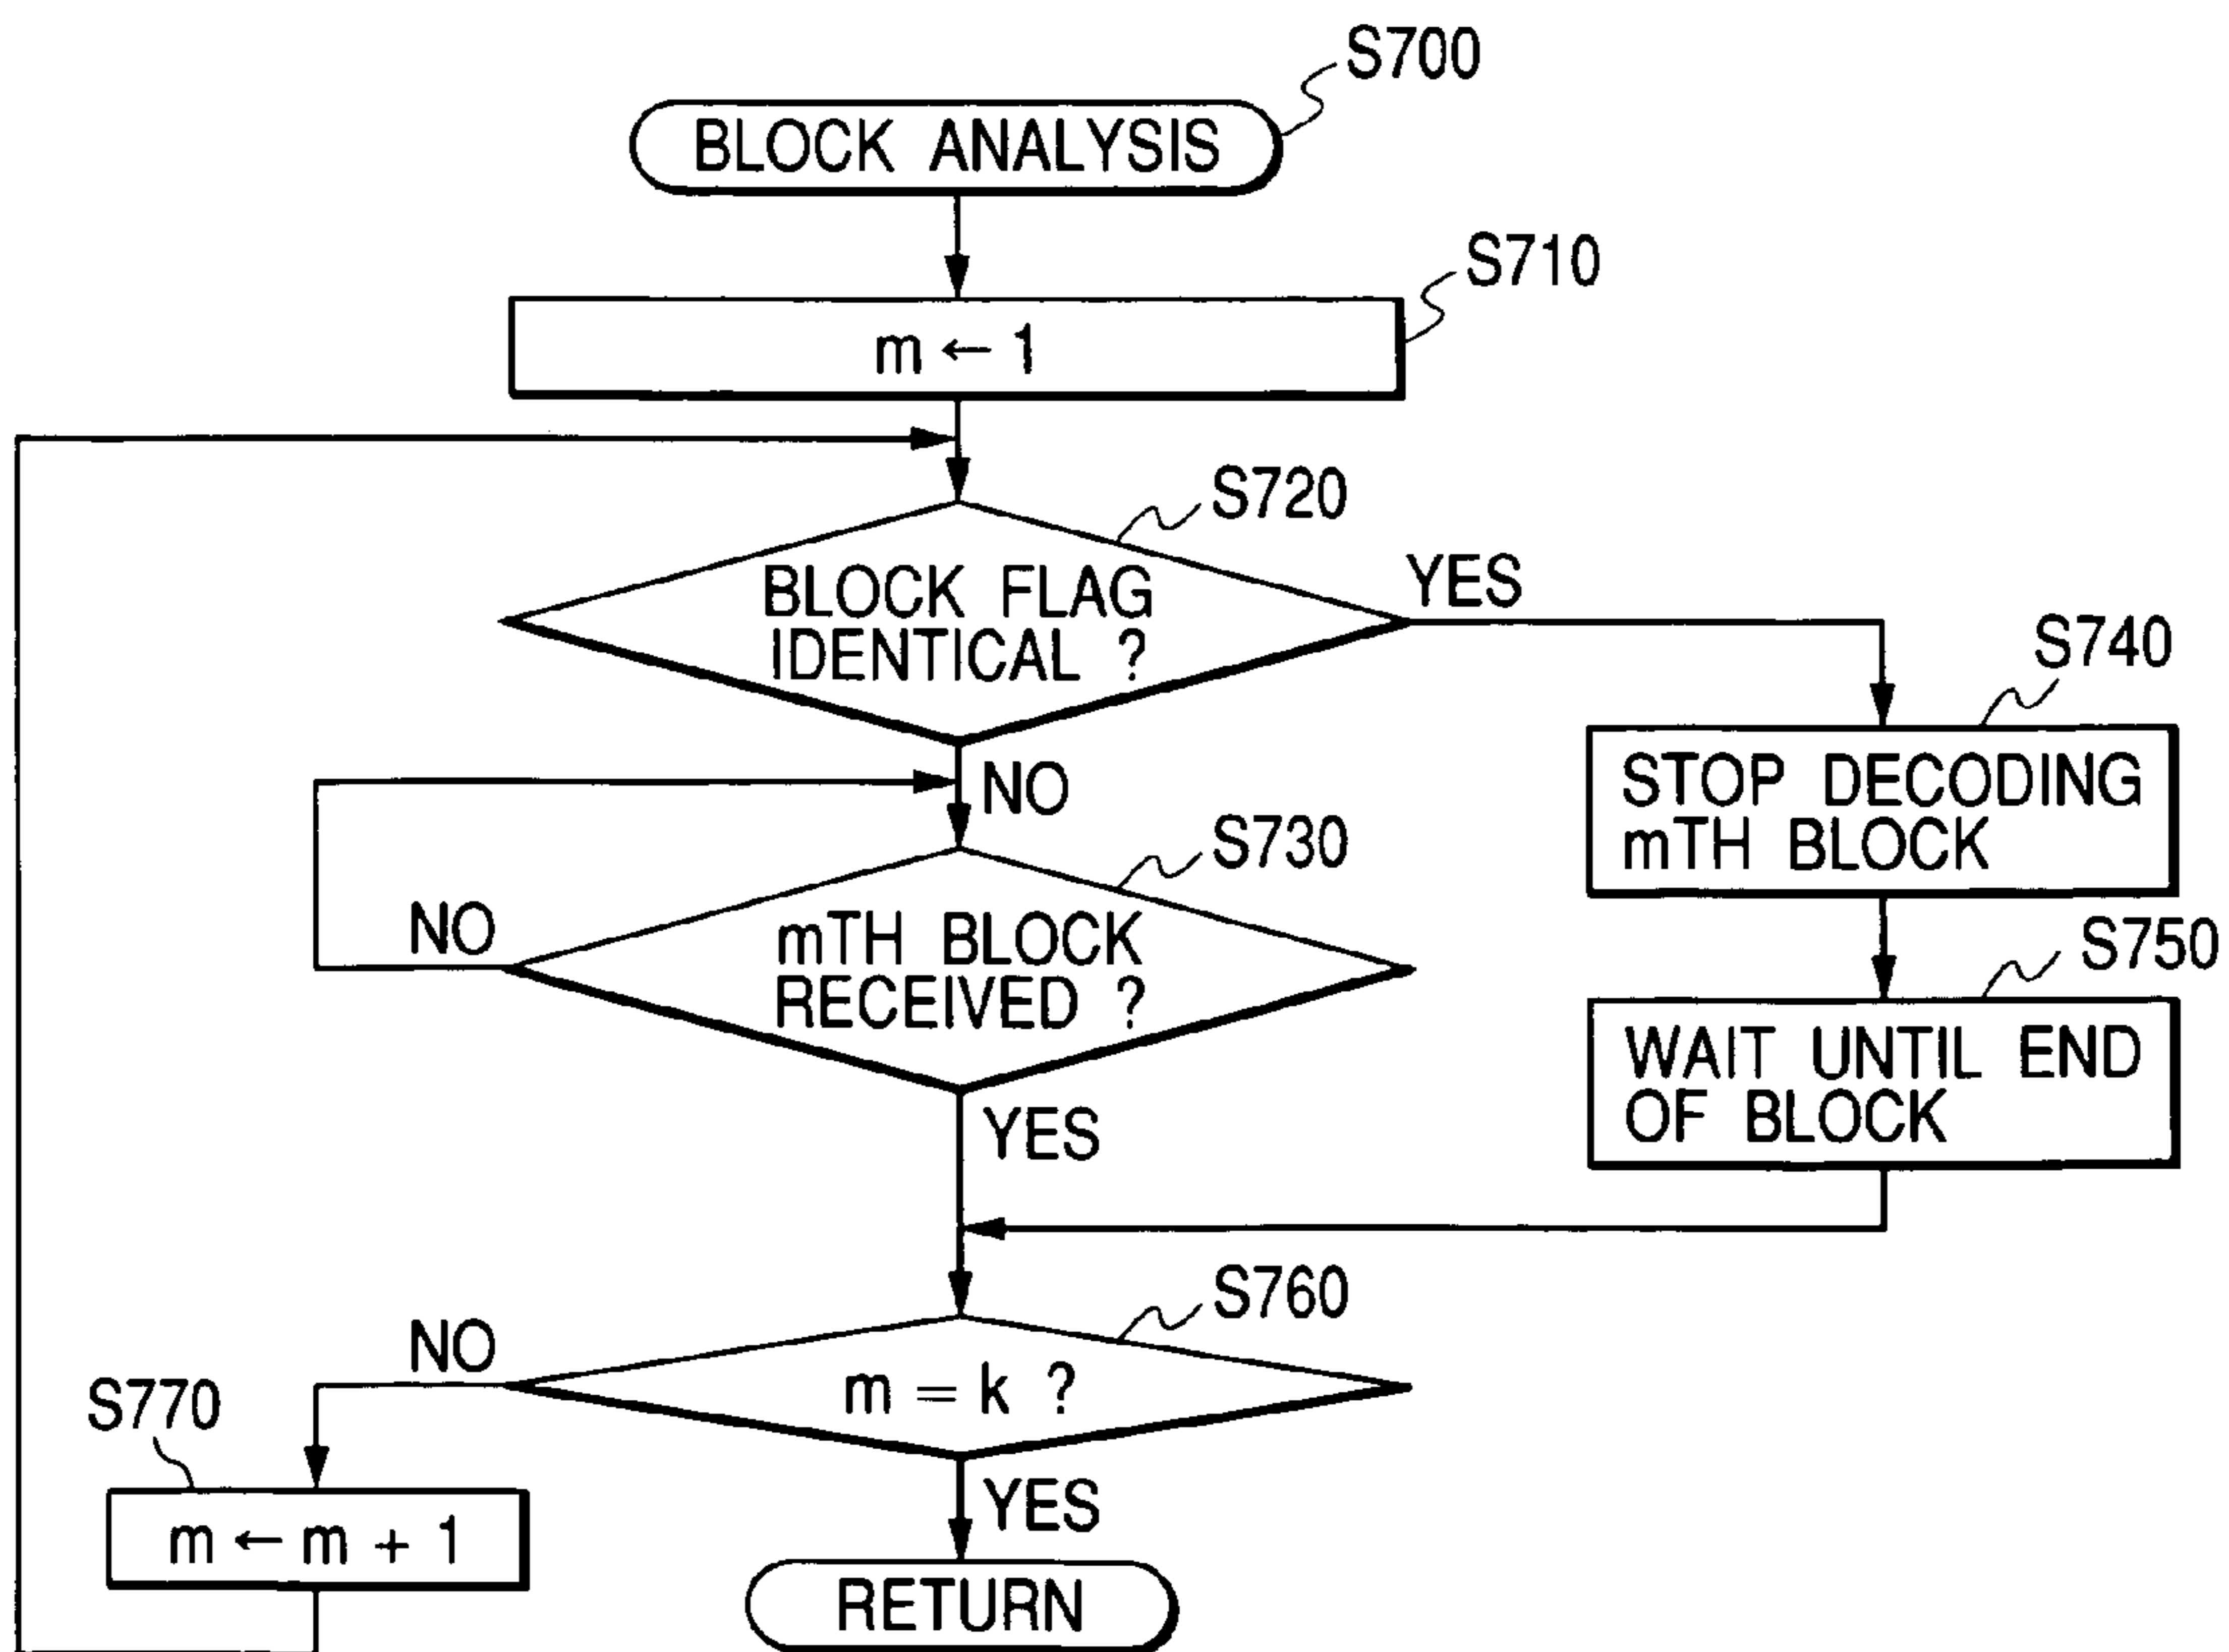 S700
BLOCK ANALYSIS
S710
m ← 1
S720
BLOCK FLAG
IDENTICAL ?
YES
NO
S740
STOP DECODING
mTH BLOCK
S730
mTH BLOCK
RECEIVED ?
NO
YES
S750
WAIT UNTIL END
OF BLOCK
S760
m = k ?
NO
YES
S770
m ← m + 1
RETURN